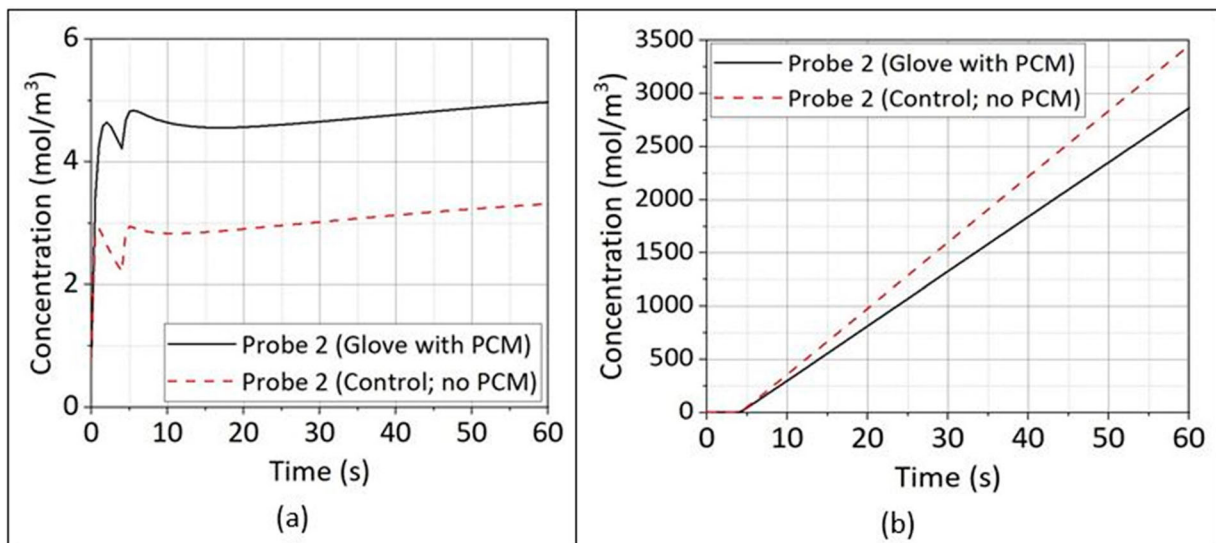 6
4
2
0
Concentration (mol/m³)
Probe 2 (Glove with PCM)
Probe 2 (Control; no PCM)
0 10 20 30 40 50 60
Time (s)
(a)
3500
3000
2500
2000
1500
1000
500
0
Concentration (mol/m³)
Probe 2 (Glove with PCM)
Probe 2 (Control; no PCM)
0 10 20 30 40 50 60
Time (s)
(b)